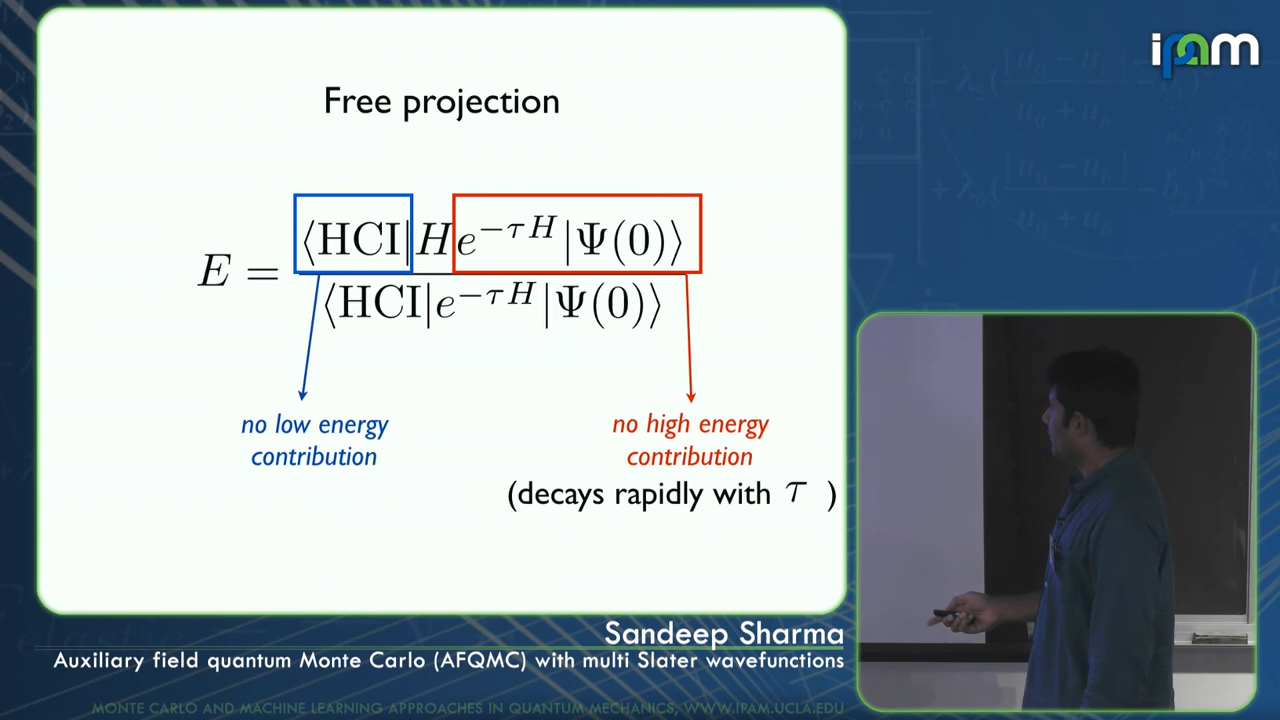 ipam
Free projection
E = ⟨HCI|He^{-τH}|Ψ(0)⟩
⟨HCI|e^{-τH}|Ψ(0)⟩
no low energy
contribution
no high energy
contribution
(decays rapidly with τ )
Sandeep Sharma
Auxiliary field quantum Monte Carlo (AFQMC) with multi Slater wavefunctions
MONTE CARLO AND MACHINE LEARNING APPROACHES IN QUANTUM MECHANICS, WWW.IPAM.UCLA.EDU